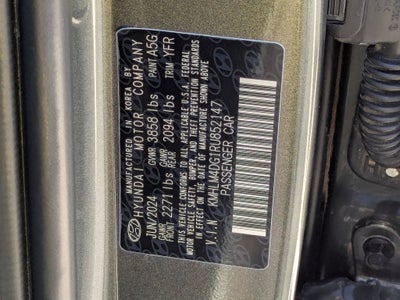 MANUFACTURED IN KOREA BY
HYUNDAI MOTOR COMPANY
JUN/2024 GVWR 3858 lbs PAINT A5G
GAWR FRONT 2271 lbs GAWR REAR 2094 lbs TRIM YFR
THIS VEHICLE CONFORMS TO ALL APPLICABLE U.S.A. FEDERAL
MOTOR VEHICLE SAFETY, BUMPER, AND THEFT PREVENTION STANDARDS
IN EFFECT ON THE DATE OF MANUFACTURE SHOWN ABOVE
V.I.N: KMHLM4DG1RU852147
PASSENGER CAR